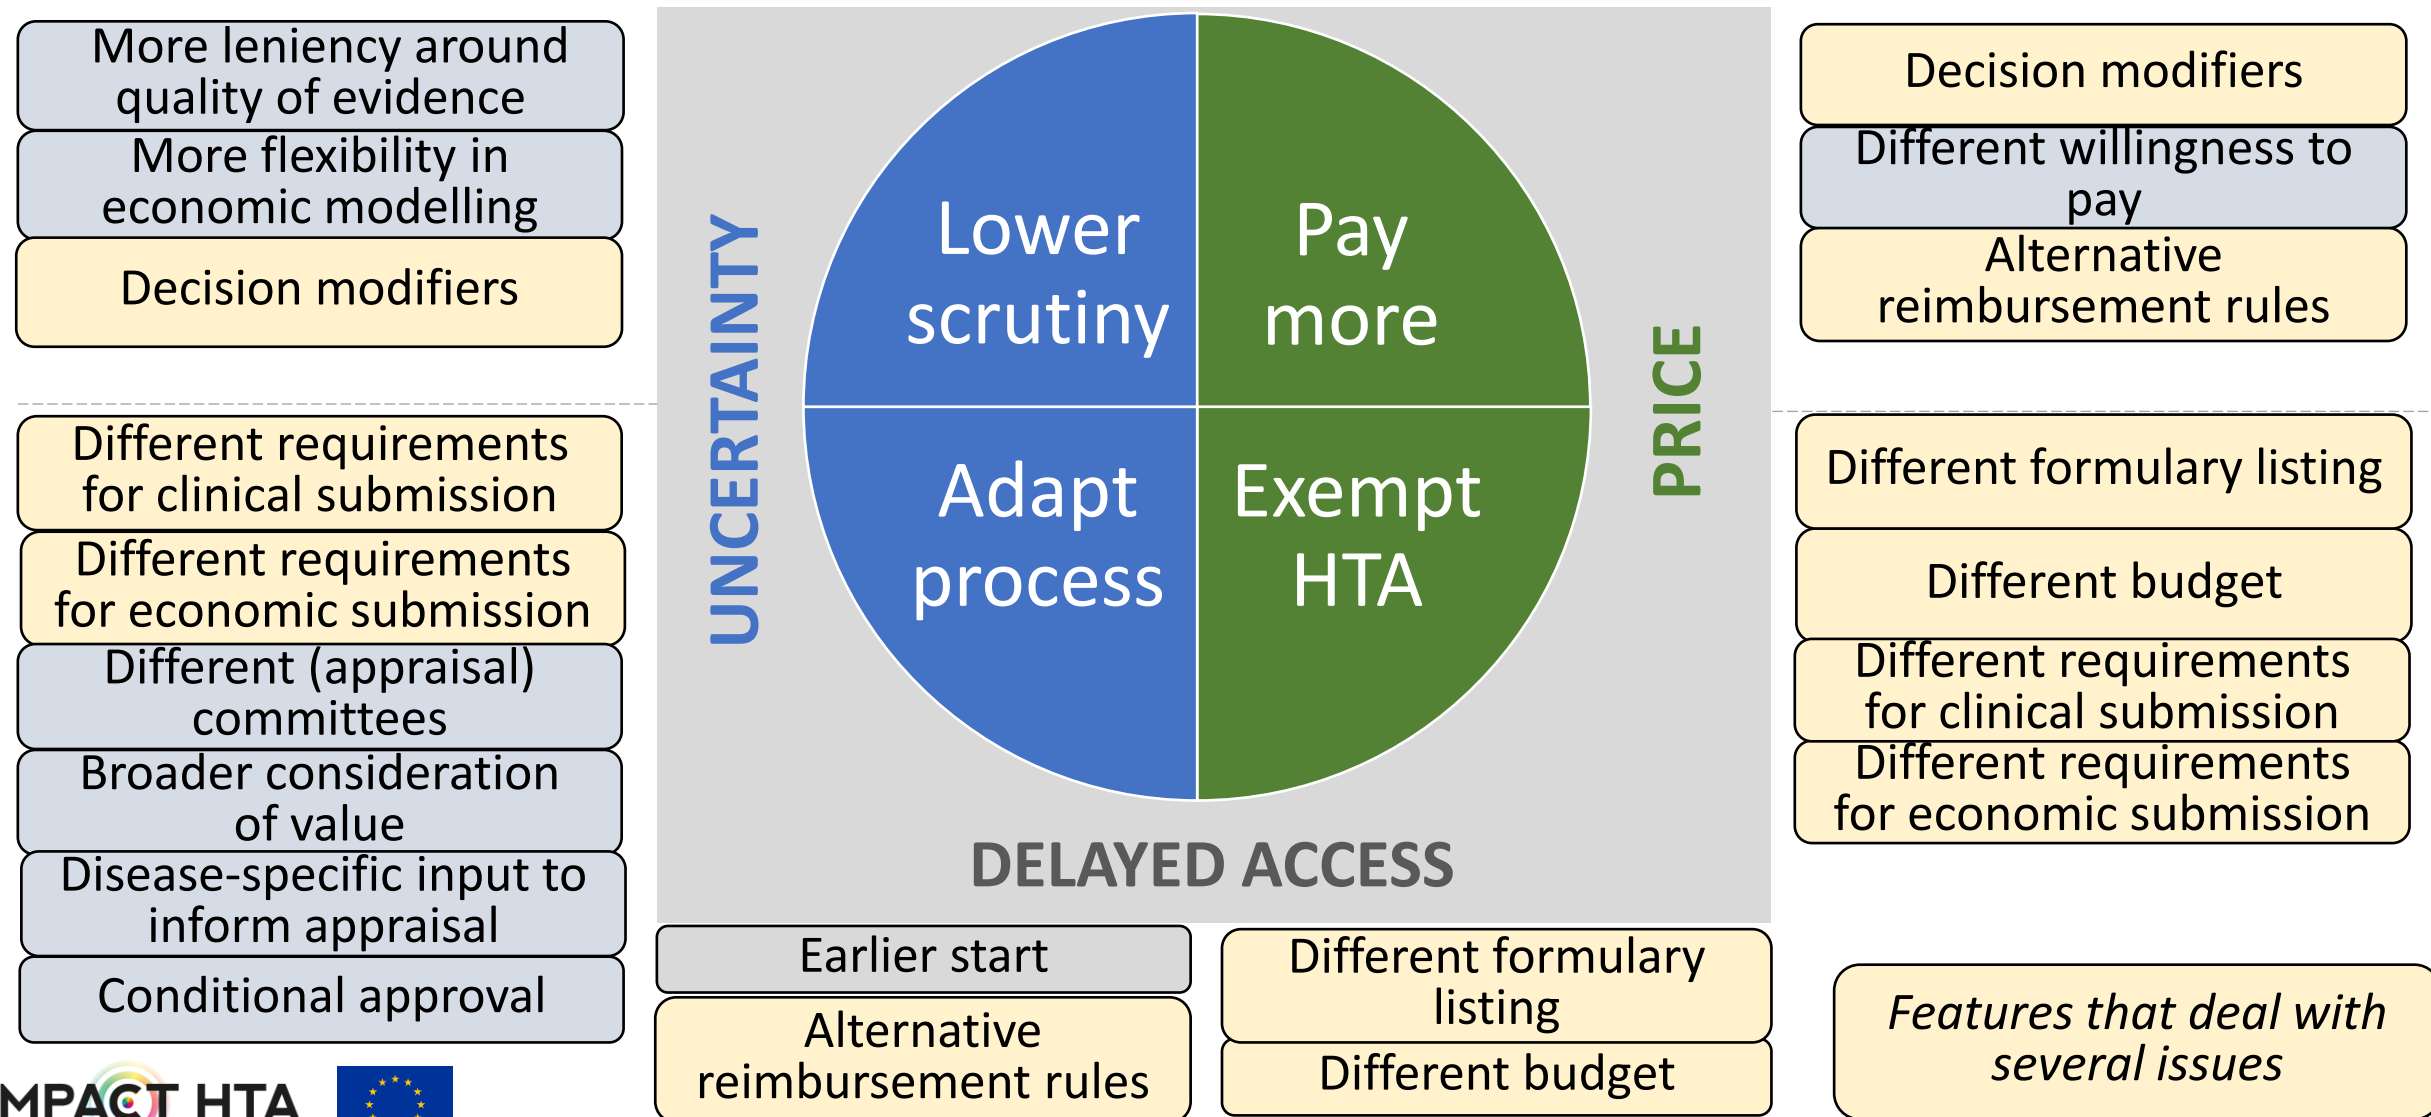 More leniency around
quality of evidence
More flexibility in
economic modelling
Decision modifiers
Different requirements
for clinical submission
Different requirements
for economic submission
Different (appraisal)
committees
Broader consideration
of value
Disease-specific input to
inform appraisal
Conditional approval
UNCERTAINTY
Lower
scrutiny
Pay
more
Adapt
process
Exempt
HTA
PRICE
DELAYED ACCESS
Earlier start
Alternative
reimbursement rules
Different formulary
listing
Different budget
Decision modifiers
Different willingness to
pay
Alternative
reimbursement rules
Different formulary listing
Different budget
Different requirements
for clinical submission
Different requirements
for economic submission
Features that deal with
several issues
MPACT HTA